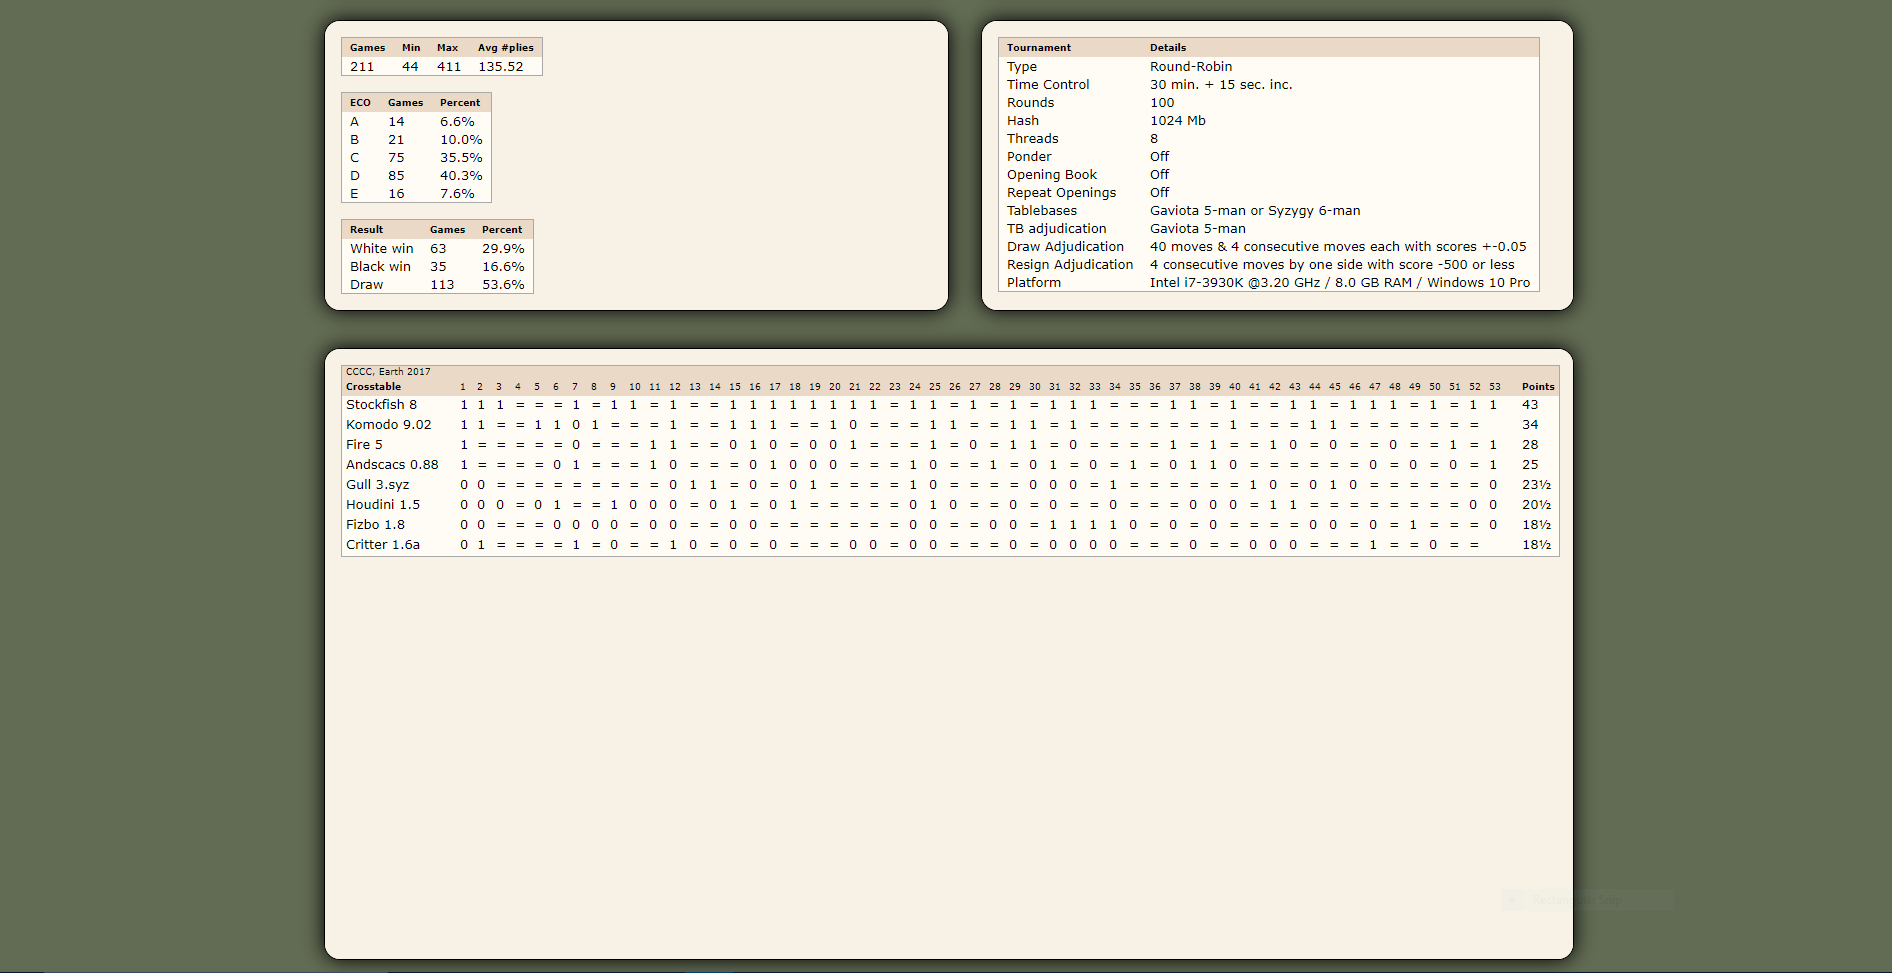 Games Min Max Avg #plies
211 44 411 135.52
ECO Games Percent
A 14 6.6%
B 21 10.0%
C 75 35.5%
D 85 40.3%
E 16 7.6%
Result Games Percent
White win 63 29.9%
Black win 35 16.6%
Draw 113 53.6%
Tournament Details
Type Round-Robin
Time Control 30 min. + 15 sec. inc.
Rounds 100
Hash 1024 Mb
Threads 8
Ponder Off
Opening Book Off
Repeat Openings Off
Tablebases Gaviota 5-man or Syzygy 6-man
TB adjudication Gaviota 5-man
Draw Adjudication 40 moves & 4 consecutive moves each with scores +-0.05
Resign Adjudication 4 consecutive moves by one side with score -500 or less
Platform Intel i7-3930K @3.20 GHz / 8.0 GB RAM / Windows 10 Pro
CCCC, Earth 2017
Crosstable 1 2 3 4 5 6 7 8 9 10 11 12 13 14 15 16 17 18 19 20 21 22 23 24 25 26 27 28 29 30 31 32 33 34 35 36 37 38 39 40 41 42 43 44 45 46 47 48 49 50 51 52 53 Points
Stockfish 8 1 1 1 = = = 1 = 1 1 = 1 = = 1 1 1 1 1 1 1 = 1 1 = 1 = 1 = 1 1 1 = = = 1 1 = 1 = = 1 1 = 1 1 1 = 1 = 1 1 43
Komodo 9.02 1 1 = = 1 1 0 1 = = = 1 = = 1 1 1 = = 1 0 = = = 1 1 = = 1 1 = 1 = = = = = = = 1 = = = 1 1 = = = = = = = 34
Fire 5 1 = = = = = 0 = = = 1 1 = = 0 1 0 = 0 0 1 = = = 1 = 0 = 1 1 = 0 = = = = 1 = 1 = = 1 0 = 0 = = 0 = = 1 = 1 28
Andscacs 0.88 1 = = = = 0 1 = = = 1 0 = = = 0 1 0 0 0 = = = 1 0 = = 1 = 0 1 = 0 = 1 = 0 1 1 0 = = = = = = 0 = 0 = 0 = 1 25
Gull 3.syz 0 0 = = = = = = = = = 0 1 1 = 0 = 0 1 = = = = 1 0 = = = = 0 0 0 = 1 = = = = = = 1 0 = 0 1 0 = = = = = = 0 23½
Houdini 1.5 0 0 0 = 0 1 = = 1 0 0 0 = 0 1 = 0 1 = = = = = 0 1 0 = = 0 = 0 = = 0 = = = 0 0 0 = 1 1 = = = = = = = = 0 0 20½
Fizbo 1.8 0 0 = = = 0 0 0 0 = 0 0 = = 0 0 = = = = = = = 0 0 = = 0 0 = 1 1 1 1 0 = 0 = 0 = = = = 0 0 = 0 = 1 = = = 0 18½
Critter 1.6a 0 1 = = = = 1 = 0 = = 1 0 = 0 = 0 = = = 0 0 = 0 0 = = = 0 = 0 0 0 0 = = = 0 = = 0 0 0 = = = 1 = = 0 = = 18½